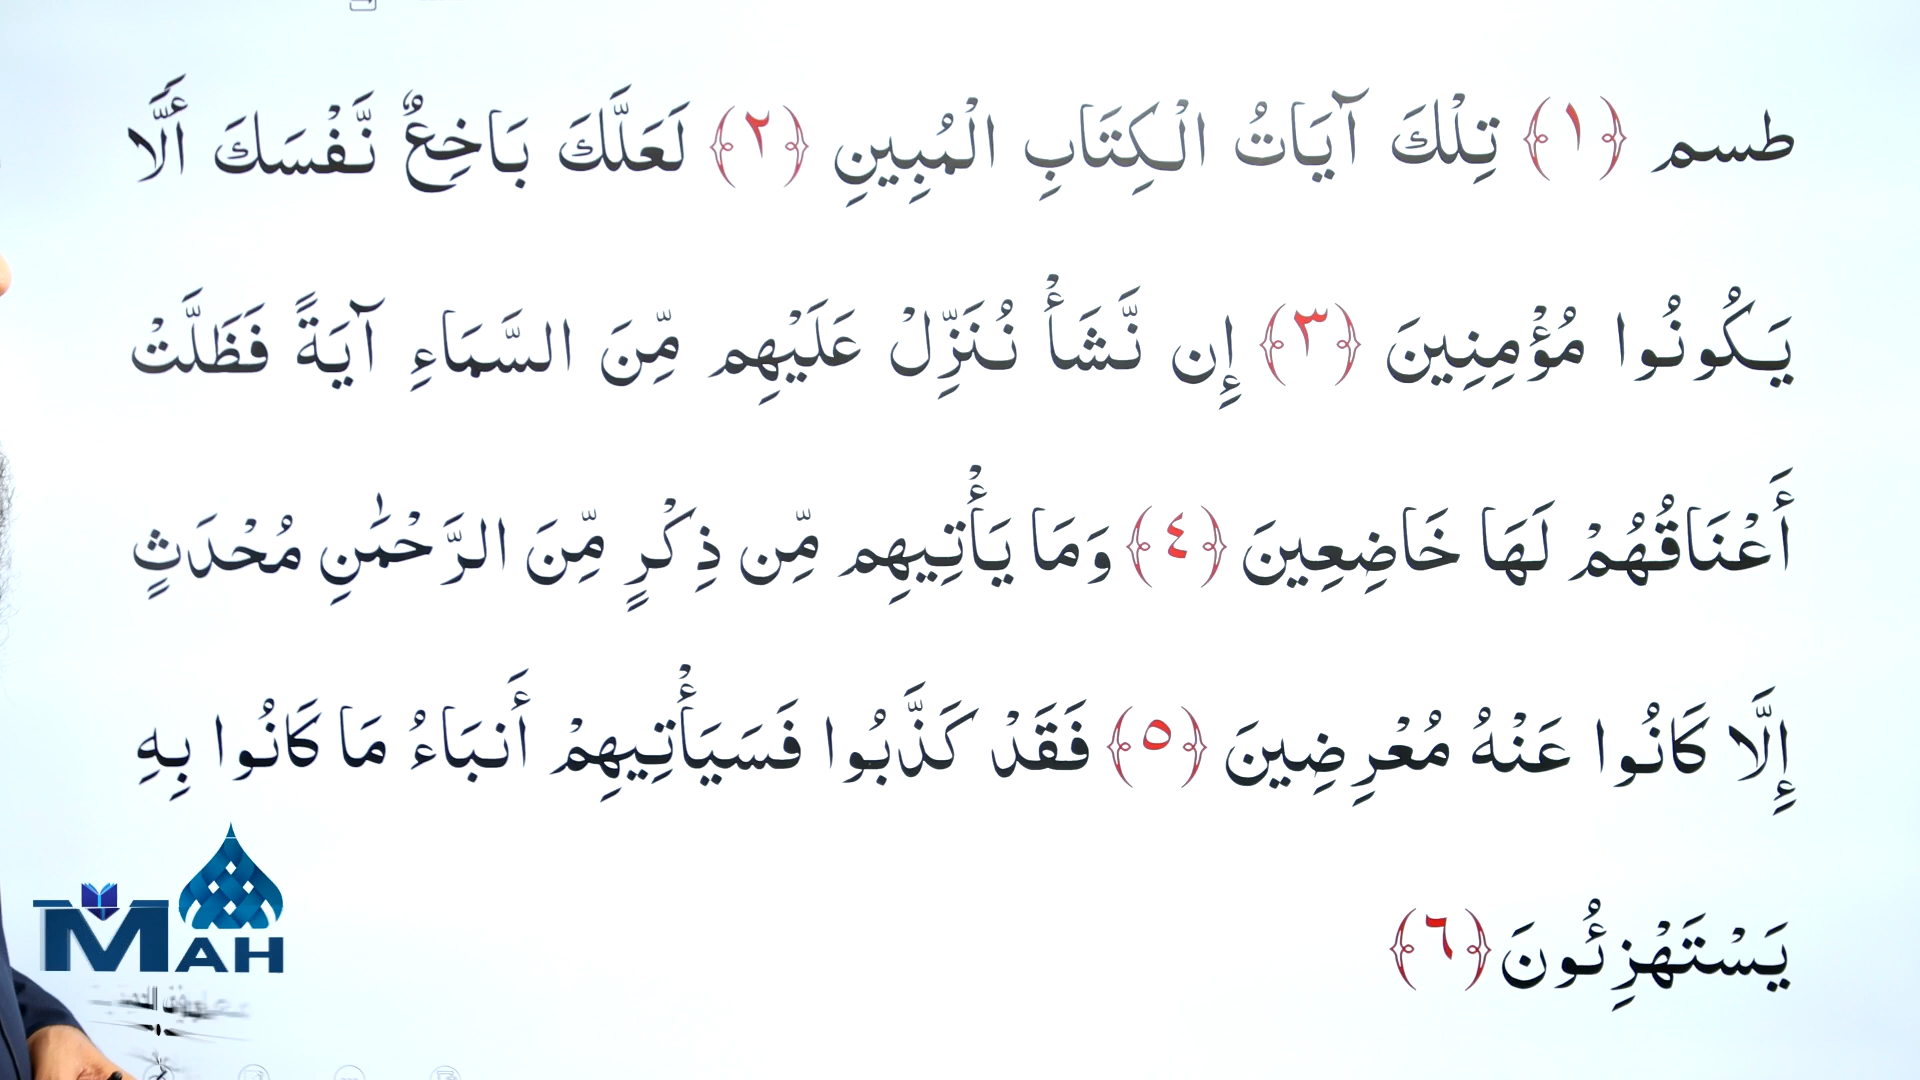 طسم ﴿١﴾ تِلْكَ آيَاتُ الْكِتَابِ الْمُبِينِ ﴿٢﴾ لَعَلَّكَ بَاخِعٌ نَّفْسَكَ أَلَّا
يَكُونُوا مُؤْمِنِينَ ﴿٣﴾ إِن نَّشَأْ نُنَزِّلْ عَلَيْهِم مِّنَ السَّمَاءِ آيَةً فَظَلَّتْ
أَعْنَاقُهُمْ لَهَا خَاضِعِينَ ﴿٤﴾ وَمَا يَأْتِيهِم مِّن ذِكْرٍ مِّنَ الرَّحْمَٰنِ مُحْدَثٍ
إِلَّا كَانُوا عَنْهُ مُعْرِضِينَ ﴿٥﴾ فَقَدْ كَذَّبُوا فَسَيَأْتِيهِمْ أَنبَاءُ مَا كَانُوا بِهِ
يَسْتَهْزِئُونَ ﴿٦﴾
MAH